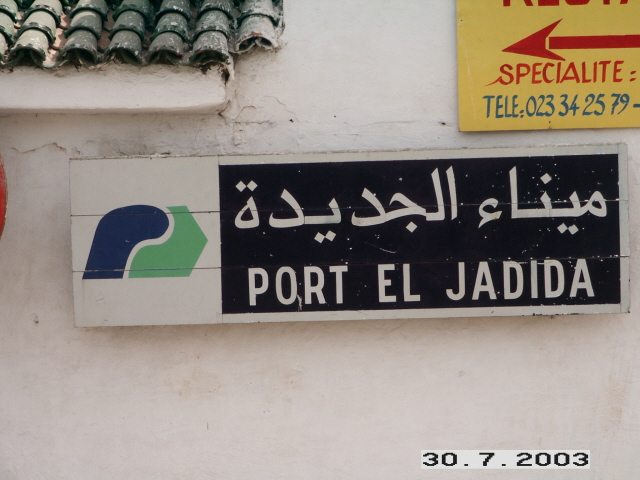 SPECIALITE :
TELE: 023 34 25 79 -
ميناء الجديدة
PORT EL JADIDA
30.7.2003